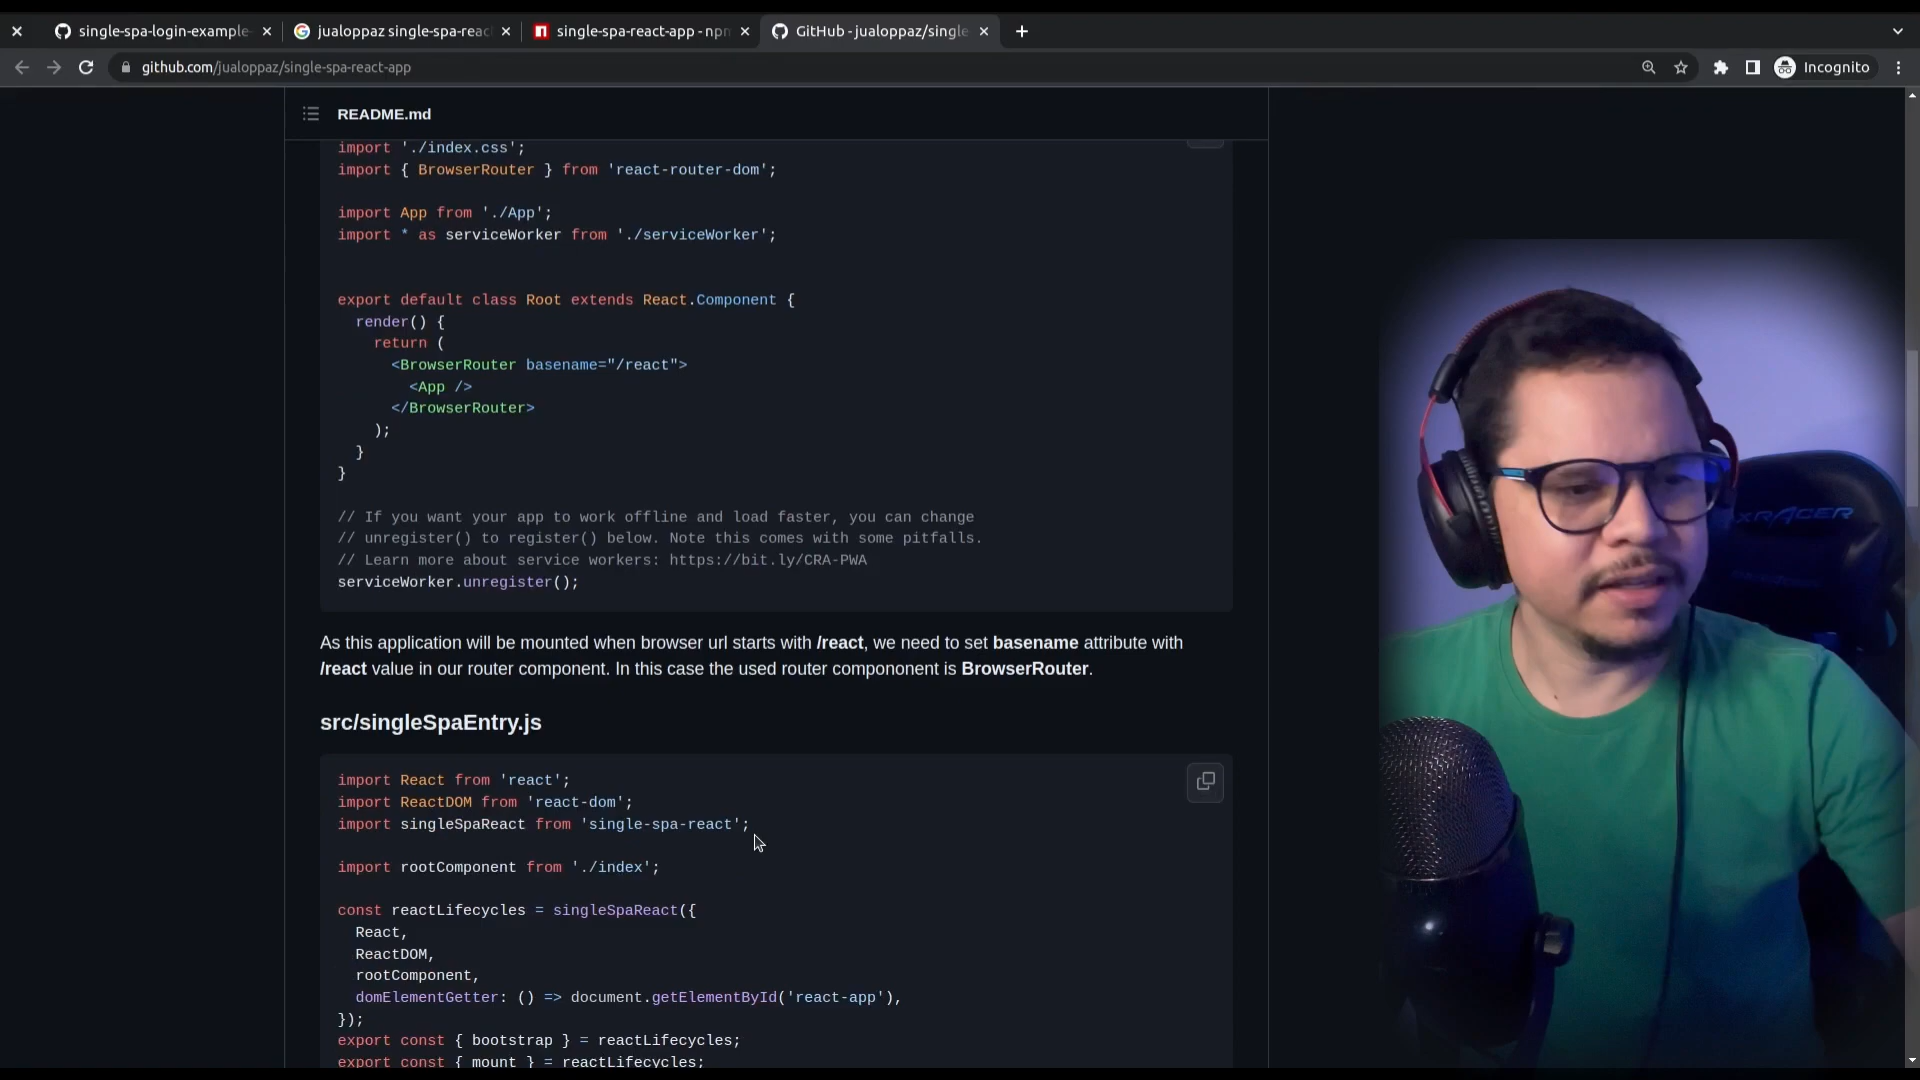 single-spa-login-example
jualoppaz single-spa-reac
single-spa-react-app - npm
GitHub - jualoppaz/single
github.com/jualoppaz/single-spa-react-app
Incognito
README.md
import './index.css';
import { BrowserRouter } from 'react-router-dom';
import App from './App';
import * as serviceWorker from './serviceWorker';
export default class Root extends React.Component {
render() {
return (
<BrowserRouter basename="/react">
<App />
</BrowserRouter>
);
}
}
// If you want your app to work offline and load faster, you can change
// unregister() to register() below. Note this comes with some pitfalls.
// Learn more about service workers: https://bit.ly/CRA-PWA
serviceWorker.unregister();
As this application will be mounted when browser url starts with /react, we need to set basename attribute with
/react value in our router component. In this case the used router compononent is BrowserRouter.
src/singleSpaEntry.js
import React from 'react';
import ReactDOM from 'react-dom';
import singleSpaReact from 'single-spa-react';
import rootComponent from './index';
const reactLifecycles = singleSpaReact({
React,
ReactDOM,
rootComponent,
domElementGetter: () => document.getElementById('react-app'),
});
export const { bootstrap } = reactLifecycles;
export const { mount } = reactLifecycles;